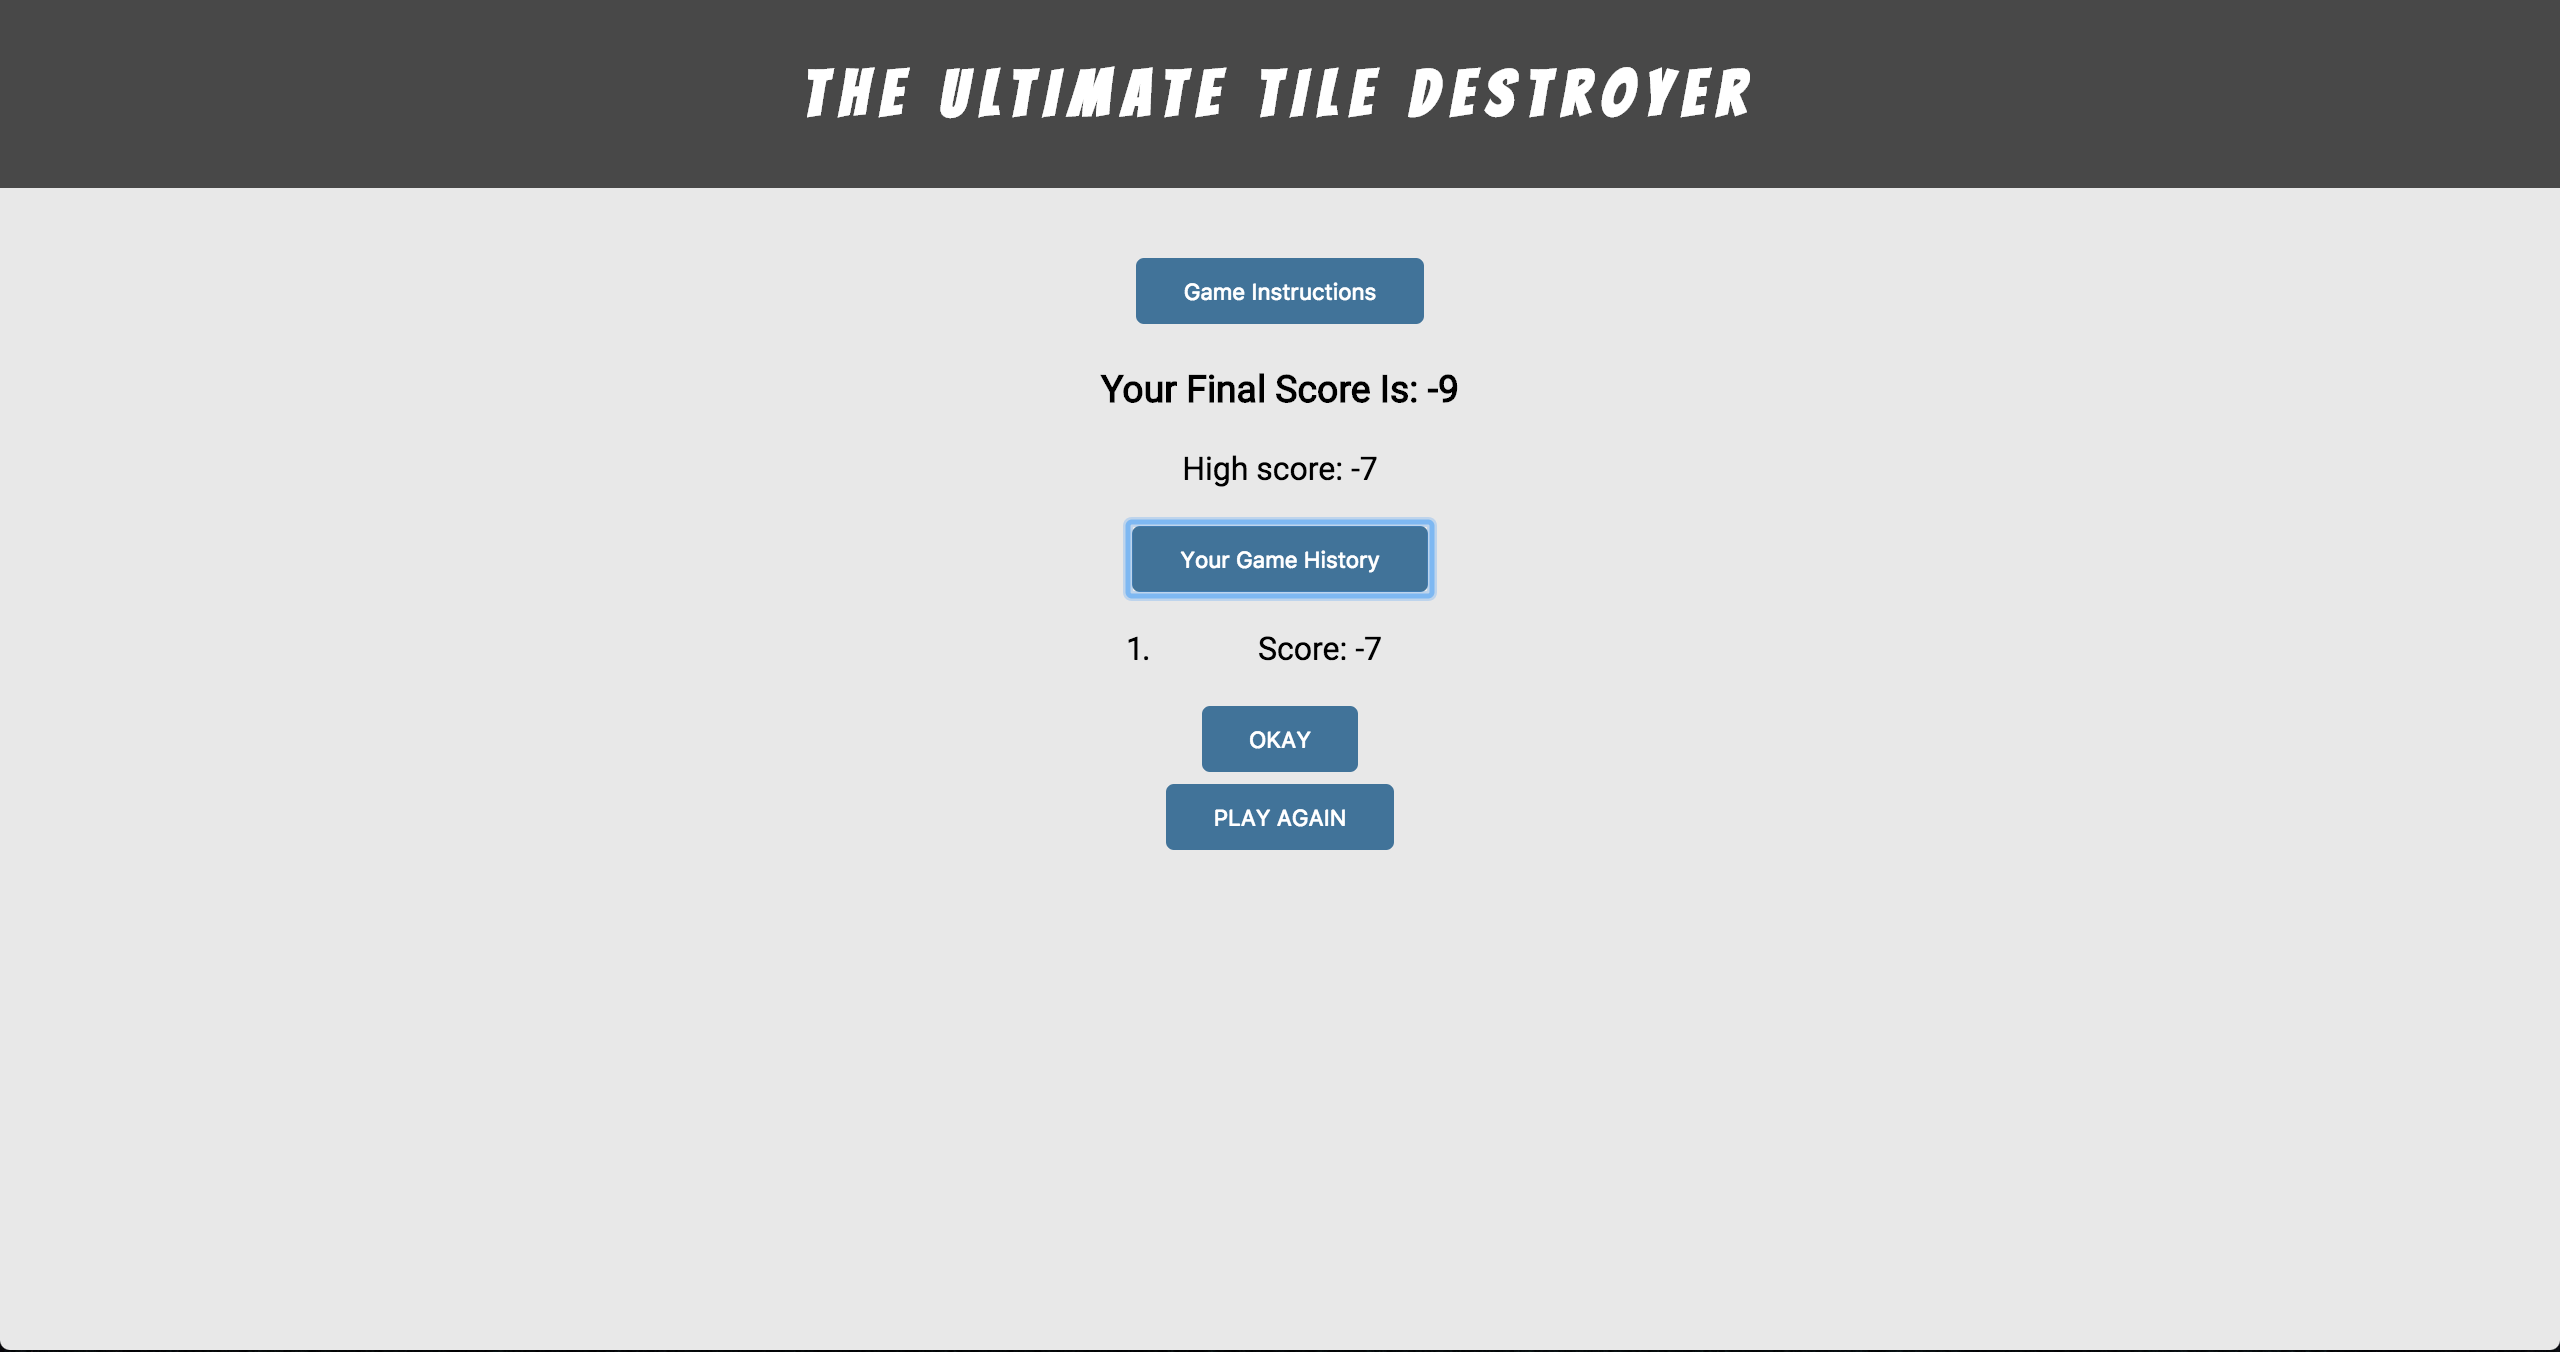 THE ULTIMATE TILE DESTROYER
Game Instructions
Your Final Score Is: -9
High score: -7
Your Game History
1. Score: -7
OKAY
PLAY AGAIN